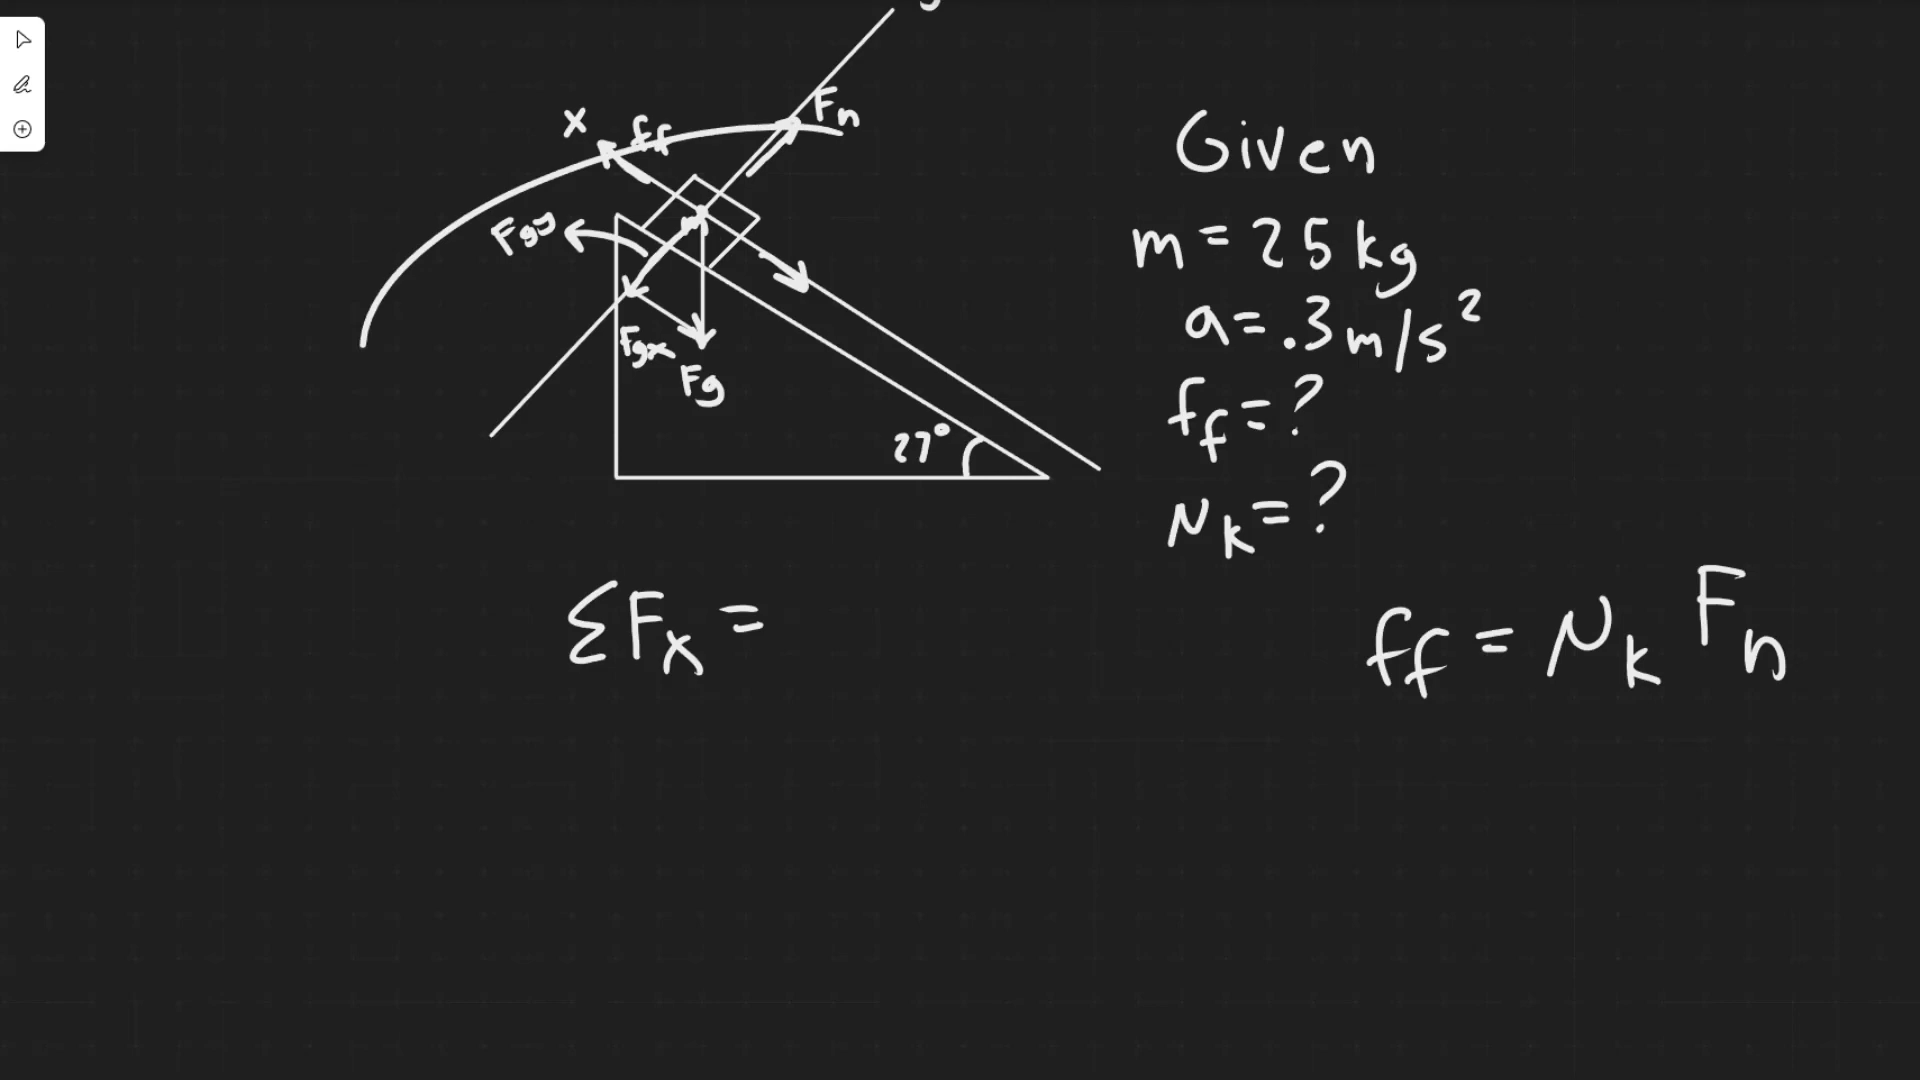 x
ff
Fn
Fgy
Fgx
Fg
27°
Given
m = 25 kg
a = .3 m/s²
ff = ?
μk = ?
ΣFx =
ff = μk Fn